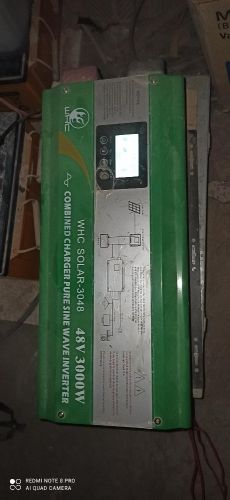 WHC
WHC SOLAR-3048
COMBINED CHARGER PURE SINE WAVE INVERTER
48V 3000W
REDMI NOTE 8 PRO
AI QUAD CAMERA